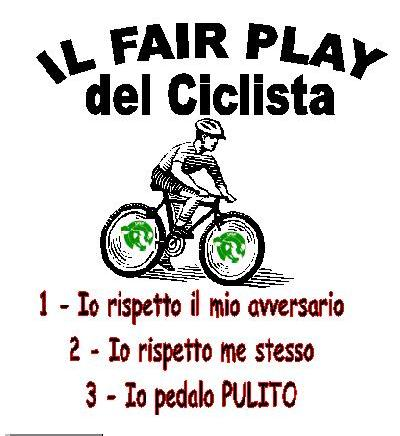 IL FAIR PLAY
del Ciclista
1 - Io rispetto il mio avversario
2 - Io rispetto me stesso
3 - Io pedalo PULITO